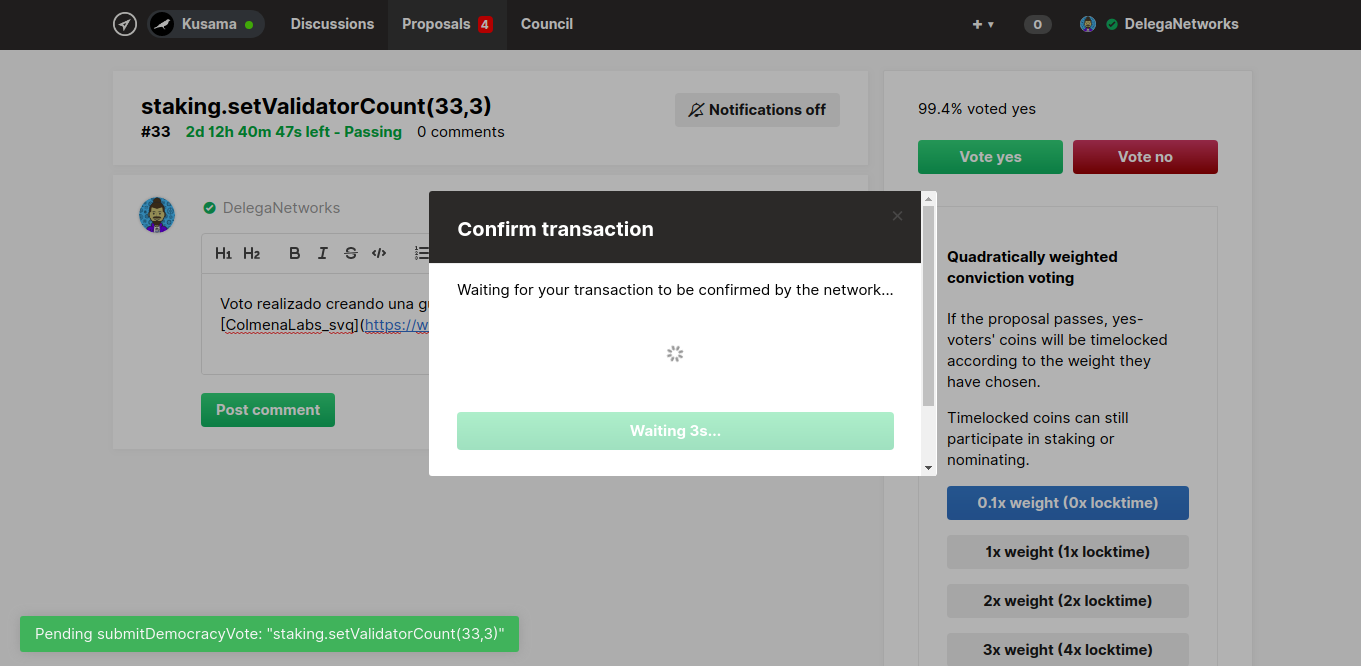 Kusama Discussions Proposals 4 Council + ▾ 0 DelegaNetworks
staking.setValidatorCount(33,3)
#33 2d 12h 40m 47s left - Passing 0 comments
Notifications off
DelegaNetworks
H1 H2 B I S </>
Voto realizado creando una gu
[ColmenaLabs_svq](https://w
Post comment
Confirm transaction
×
Waiting for your transaction to be confirmed by the network...
Waiting 3s...
99.4% voted yes
Vote yes Vote no
Quadratically weighted
conviction voting
If the proposal passes, yes-
voters' coins will be timelocked
according to the weight they
have chosen.
Timelocked coins can still
participate in staking or
nominating.
0.1x weight (0x locktime)
1x weight (1x locktime)
2x weight (2x locktime)
3x weight (4x locktime)
Pending submitDemocracyVote: "staking.setValidatorCount(33,3)"